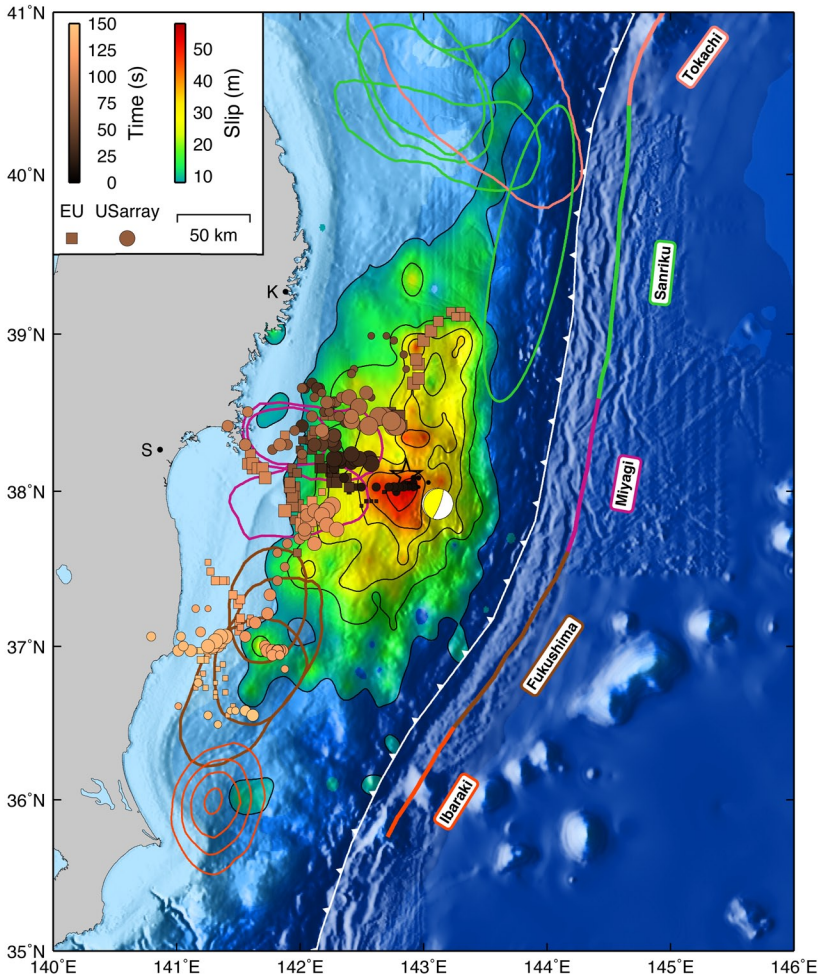 41°N
40°N
39°N
38°N
37°N
36°N
35°N
140°E
141°E
142°E
143°E
144°E
145°E
146°E
150
125
100
75
50
25
0
Time (s)
50
40
30
20
10
Slip (m)
EU
USarray
50 km
K
S
Tokachi
Sanriku
Miyagi
Fukushima
Ibaraki